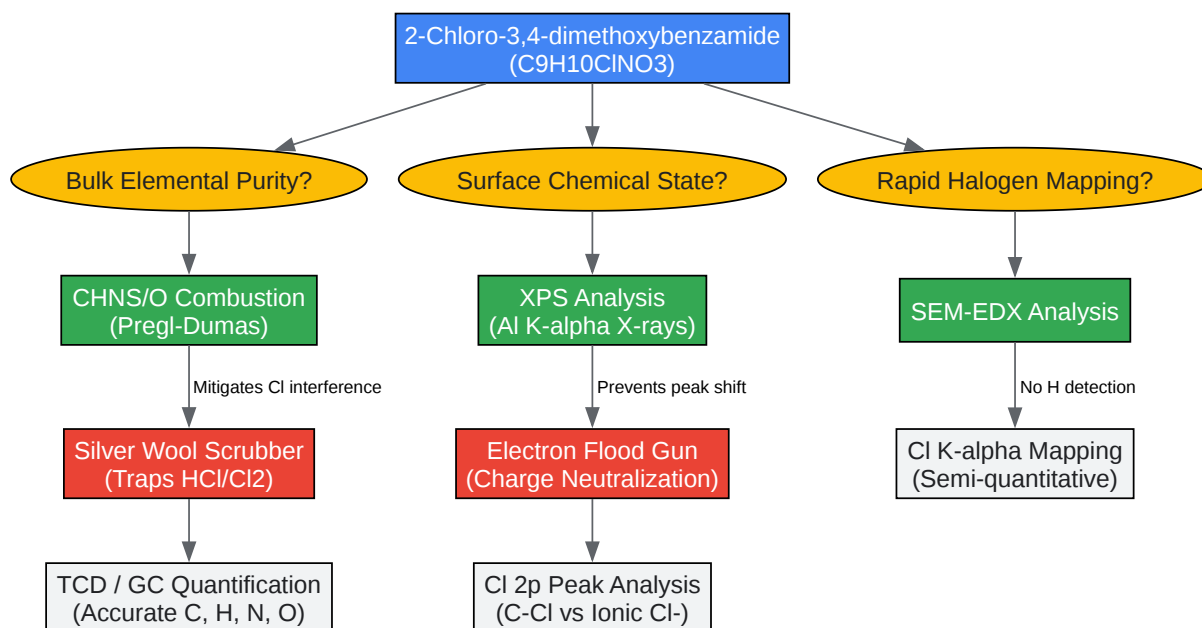 2-Chloro-3,4-dimethoxybenzamide
(C9H10ClNO3)
Bulk Elemental Purity?
Surface Chemical State?
Rapid Halogen Mapping?
CHNS/O Combustion
(Pregl-Dumas)
XPS Analysis
(Al K-alpha X-rays)
SEM-EDX Analysis
Mitigates Cl interference
Prevents peak shift
No H detection
Silver Wool Scrubber
(Traps HCl/Cl2)
Electron Flood Gun
(Charge Neutralization)
Cl K-alpha Mapping
(Semi-quantitative)
TCD / GC Quantification
(Accurate C, H, N, O)
Cl 2p Peak Analysis
(C-Cl vs Ionic Cl-)